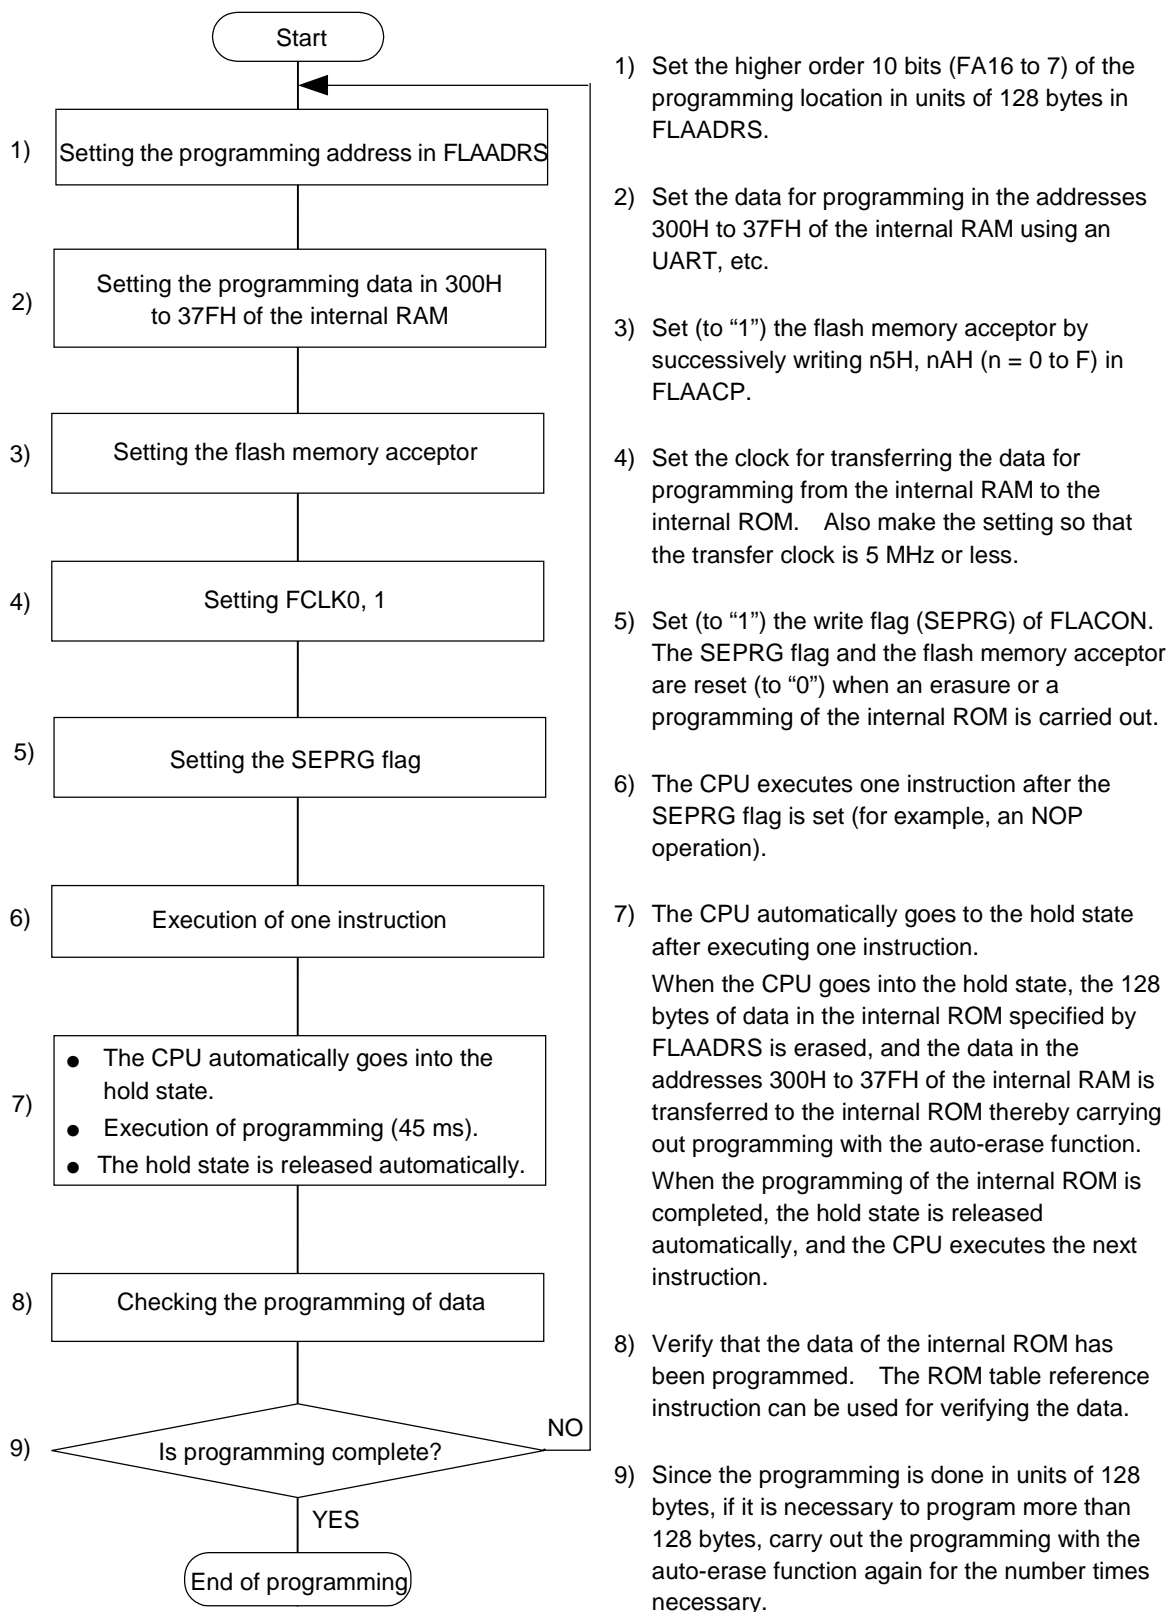 Start
1)
Setting the programming address in FLAADRS
2)
Setting the programming data in 300H
to 37FH of the internal RAM
3)
Setting the flash memory acceptor
4)
Setting FCLK0, 1
5)
Setting the SEPRG flag
6)
Execution of one instruction
7)
● The CPU automatically goes into the
hold state.
● Execution of programming (45 ms).
● The hold state is released automatically.
8)
Checking the programming of data
9)
Is programming complete?
NO
YES
End of programming
1) Set the higher order 10 bits (FA16 to 7) of the
programming location in units of 128 bytes in
FLAADRS.
2) Set the data for programming in the addresses
300H to 37FH of the internal RAM using an
UART, etc.
3) Set (to “1”) the flash memory acceptor by
successively writing n5H, nAH (n = 0 to F) in
FLAACP.
4) Set the clock for transferring the data for
programming from the internal RAM to the
internal ROM. Also make the setting so that
the transfer clock is 5 MHz or less.
5) Set (to “1”) the write flag (SEPRG) of FLACON.
The SEPRG flag and the flash memory acceptor
are reset (to “0”) when an erasure or a
programming of the internal ROM is carried out.
6) The CPU executes one instruction after the
SEPRG flag is set (for example, an NOP
operation).
7) The CPU automatically goes to the hold state
after executing one instruction.
When the CPU goes into the hold state, the 128
bytes of data in the internal ROM specified by
FLAADRS is erased, and the data in the
addresses 300H to 37FH of the internal RAM is
transferred to the internal ROM thereby carrying
out programming with the auto-erase function.
When the programming of the internal ROM is
completed, the hold state is released
automatically, and the CPU executes the next
instruction.
8) Verify that the data of the internal ROM has
been programmed. The ROM table reference
instruction can be used for verifying the data.
9) Since the programming is done in units of 128
bytes, if it is necessary to program more than
128 bytes, carry out the programming with the
auto-erase function again for the number times
necessary.